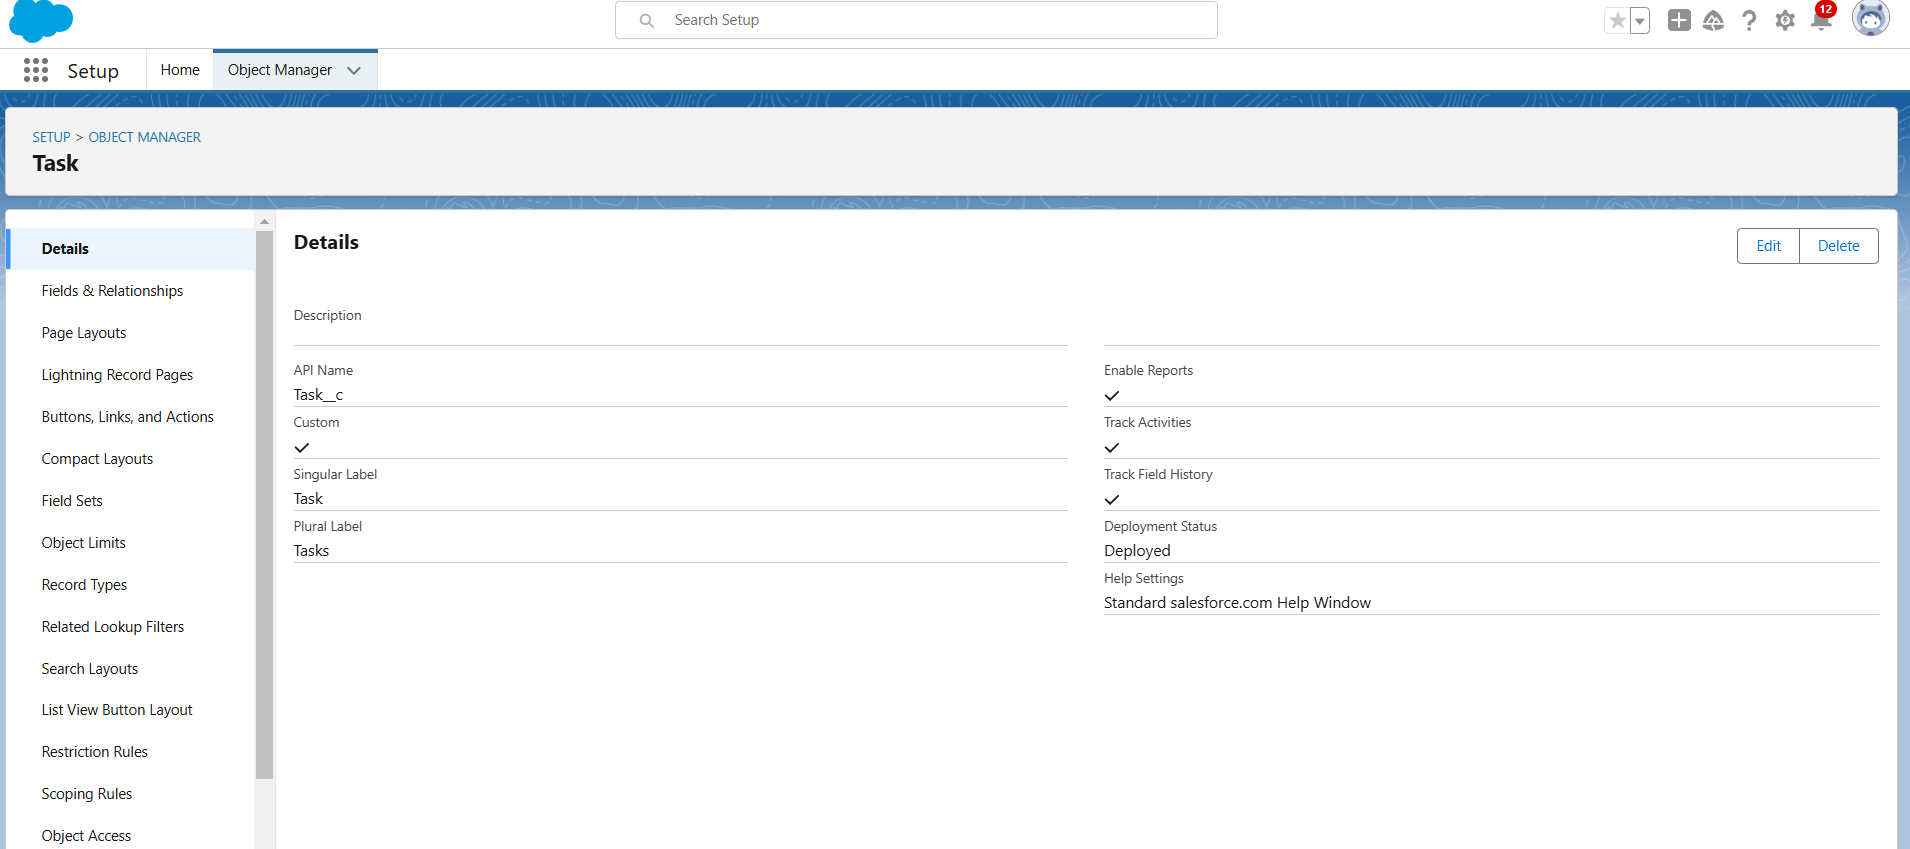 Search Setup
12
Setup
Home
Object Manager
SETUP > OBJECT MANAGER
Task
Details
Fields & Relationships
Page Layouts
Lightning Record Pages
Buttons, Links, and Actions
Compact Layouts
Field Sets
Object Limits
Record Types
Related Lookup Filters
Search Layouts
List View Button Layout
Restriction Rules
Scoping Rules
Object Access
Details
Edit
Delete
Description
API Name
Task__c
Custom
Singular Label
Task
Plural Label
Tasks
Enable Reports
Track Activities
Track Field History
Deployment Status
Deployed
Help Settings
Standard salesforce.com Help Window